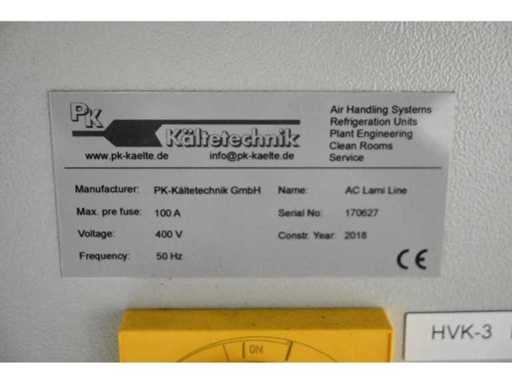 PK
Kältetechnik
www.pk-kaelte.de info@pk-kaelte.de
Air Handling Systems
Refrigeration Units
Plant Engineering
Clean Rooms
Service
Manufacturer: PK-Kältetechnik GmbH Name: AC Lami Line
Max. pre fuse: 100 A Serial No: 170627
Voltage: 400 V Constr. Year: 2018
Frequency: 50 Hz CE
ON
HVK-3